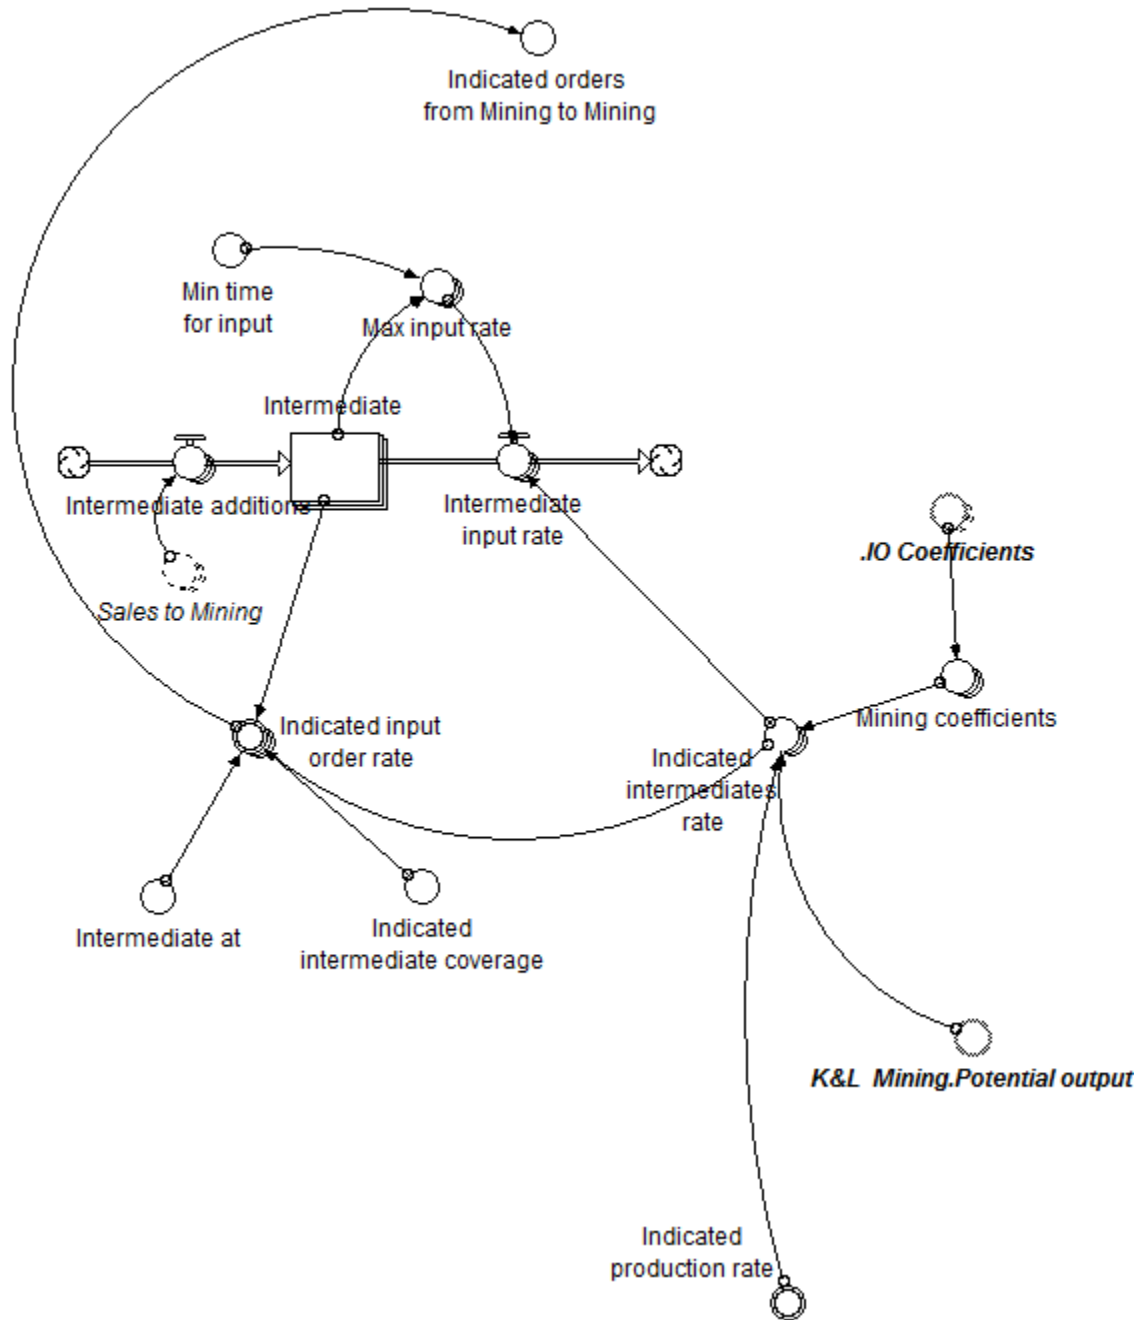 Indicated orders
from Mining to Mining
Min time
for input
Max input rate
Intermediate
Intermediate additions
Intermediate
input rate
.IO Coefficients
Sales to Mining
Indicated input
order rate
Mining coefficients
Indicated
intermediates
rate
Intermediate at
Indicated
intermediate coverage
K&L  Mining.Potential output
Indicated
production rate